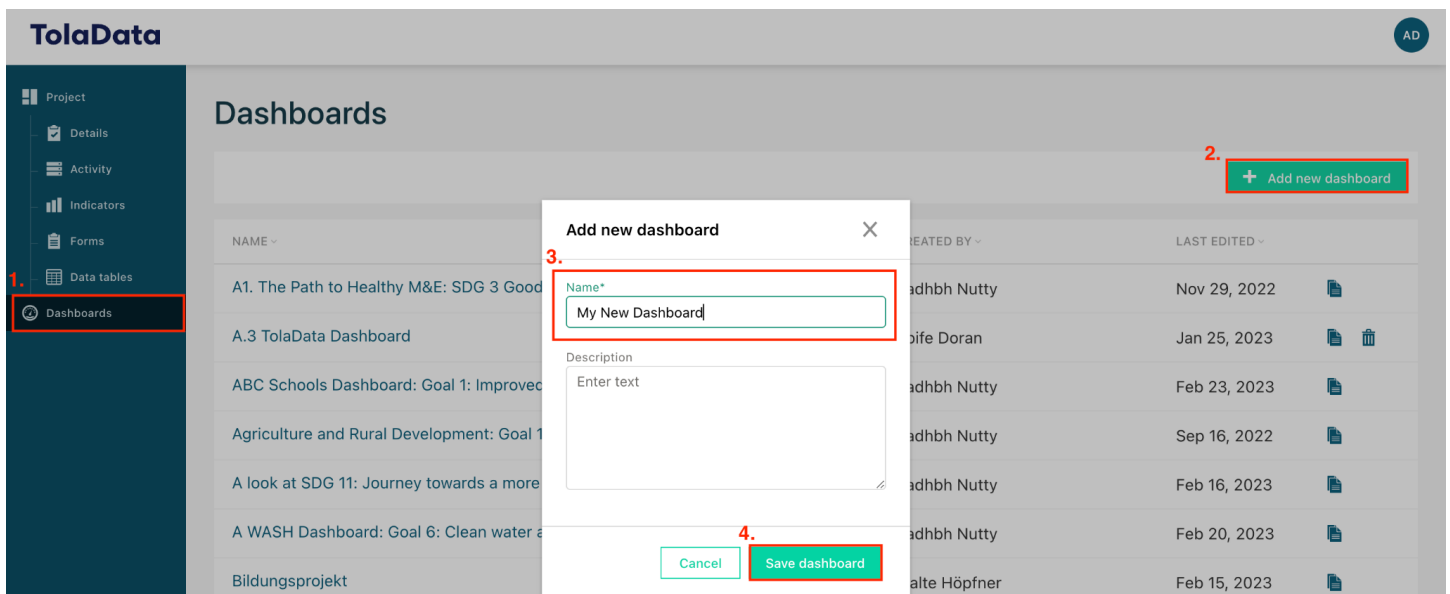 TolaData
AD
Project
Details
Activity
Indicators
Forms
1.
Data tables
Dashboards
Dashboards
2.
Add new dashboard
NAME
EATED BY
LAST EDITED
A1. The Path to Healthy M&E: SDG 3 Good
adhbh Nutty
Nov 29, 2022
A.3 TolaData Dashboard
ife Doran
Jan 25, 2023
ABC Schools Dashboard: Goal 1: Improved
adhbh Nutty
Feb 23, 2023
Agriculture and Rural Development: Goal 1
adhbh Nutty
Sep 16, 2022
A look at SDG 11: Journey towards a more
adhbh Nutty
Feb 16, 2023
A WASH Dashboard: Goal 6: Clean water a
adhbh Nutty
Feb 20, 2023
Bildungsprojekt
alte Höpfner
Feb 15, 2023
Add new dashboard
3.
Name*
My New Dashboard
Description
Enter text
4.
Cancel
Save dashboard